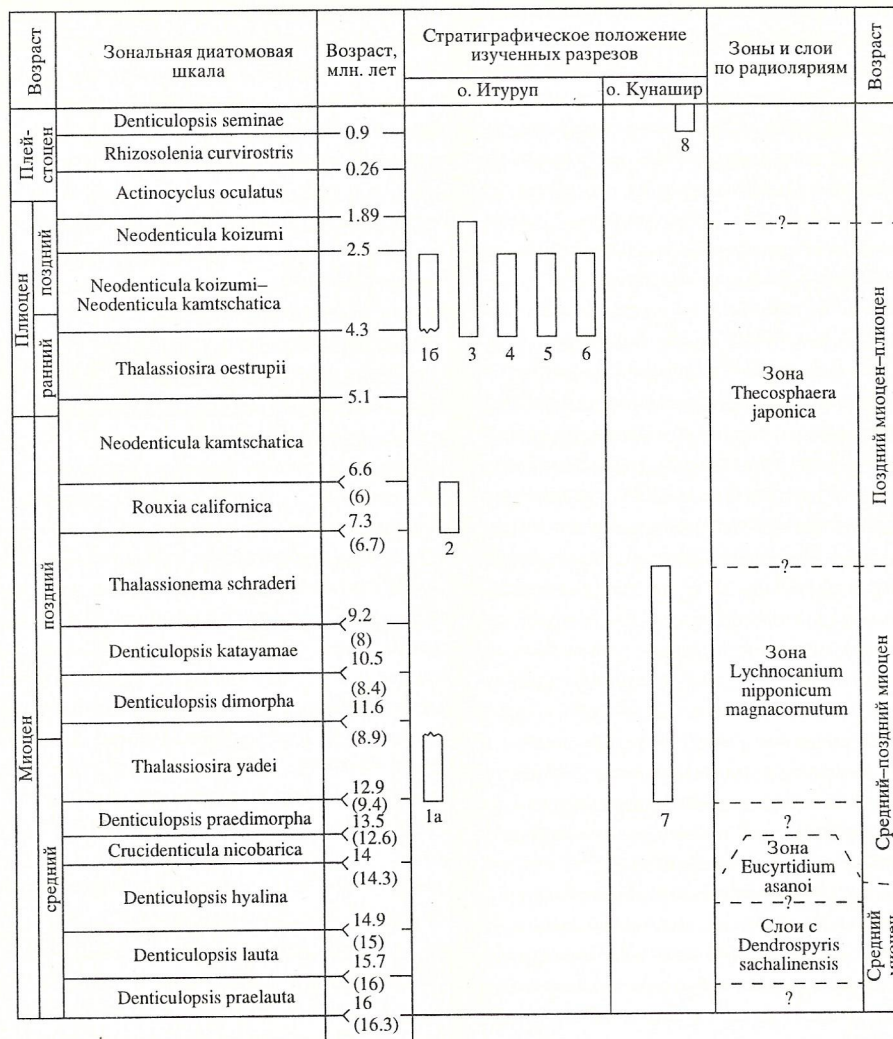 Возраст
Зональная диатомовая
шкала
Возраст,
млн. лет
Стратиграфическое положение
изученных разрезов
о. Итуруп
о. Кунашир
Зоны и слои
по радиоляриям
Возраст
Плей-
стоцен
Плиоцен
поздний
ранний
Миоцен
поздний
средний
Denticulopsis seminae
0.9
Rhizosolenia curvirostris
0.26
Actinocyclus oculatus
1.89
Neodenticula koizumi
2.5
Neodenticula koizumi–
Neodenticula kamtschatica
4.3
Thalassiosira oestrupii
5.1
Neodenticula kamtschatica
6.6
(6)
Rouxia californica
7.3
(6.7)
Thalassionema schraderi
9.2
(8)
Denticulopsis katayamae
10.5
(8.4)
Denticulopsis dimorpha
11.6
(8.9)
Thalassiosira yadei
12.9
(9.4)
Denticulopsis praedimorpha
13.5
(12.6)
Crucidenticula nicobarica
14
(14.3)
Denticulopsis hyalina
14.9
(15)
Denticulopsis lauta
15.7
(16)
Denticulopsis praelauta
16
(16.3)
8
1б
3
4
5
6
2
1а
7
?
Зона
Thecosphaera
japonica
?
Зона
Lychnocanium
nipponicum
magnacornutum
?
Зона
Eucyrtidium
asanoi
?
Слои с
Dendrospyris
sachalinensis
?
Поздний миоцен–плиоцен
Средний–поздний миоцен
Средний
миоцен